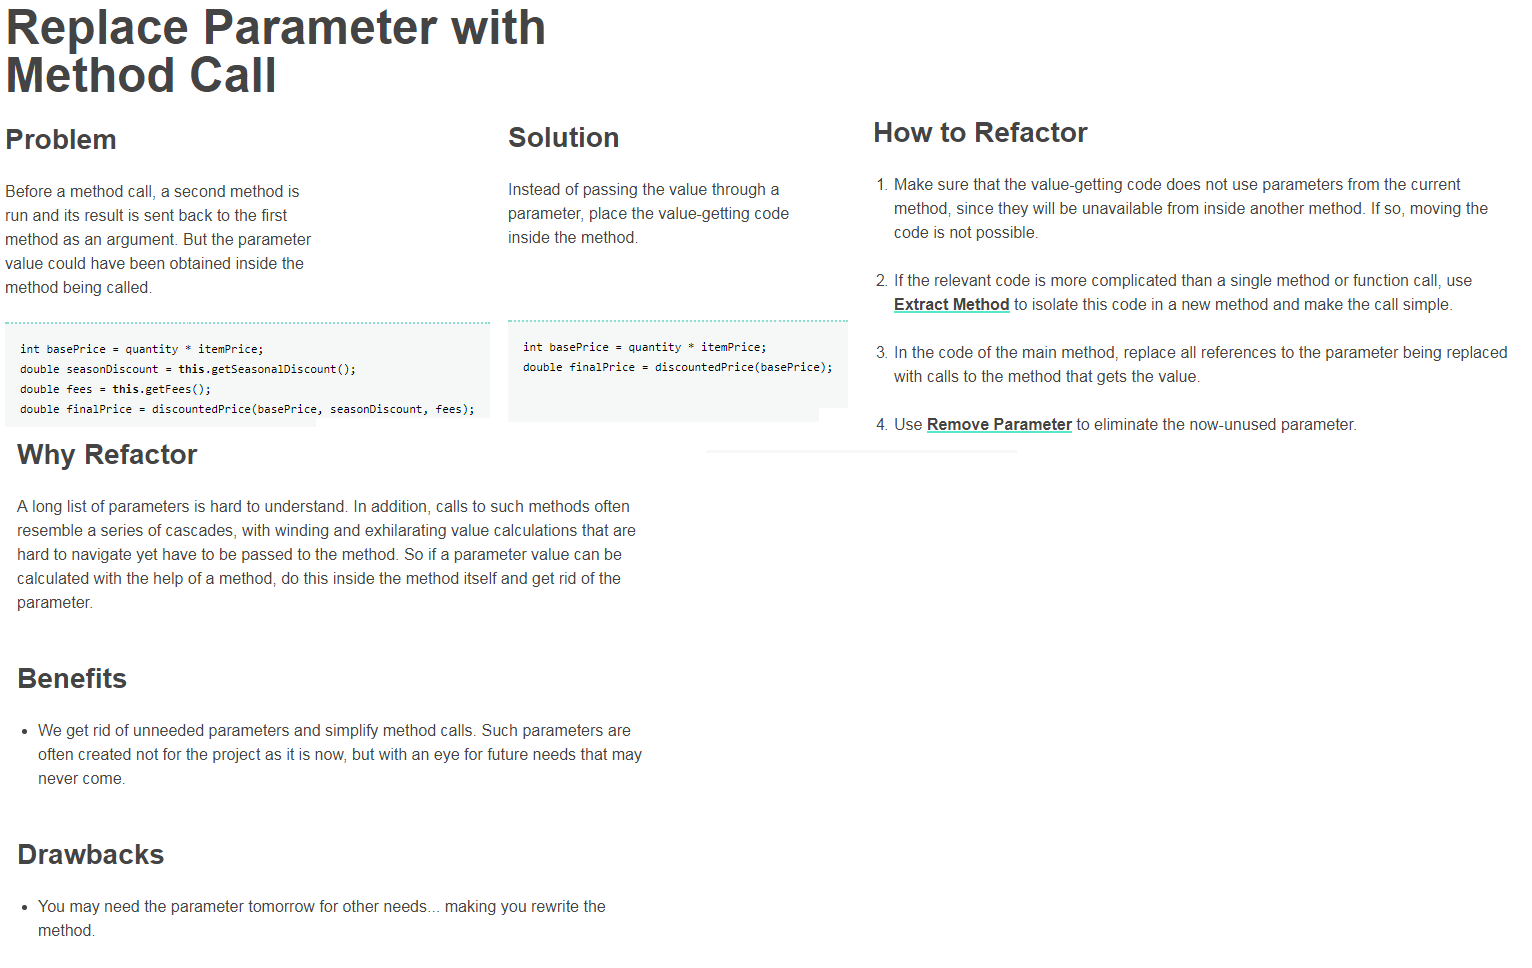 Replace Parameter with
Method Call
Problem
Before a method call, a second method is
run and its result is sent back to the first
method as an argument. But the parameter
value could have been obtained inside the
method being called.
int basePrice = quantity * itemPrice;
double seasonDiscount = this.getSeasonalDiscount();
double fees = this.getFees();
double finalPrice = discountedPrice(basePrice, seasonDiscount, fees);
Solution
Instead of passing the value through a
parameter, place the value-getting code
inside the method.
int basePrice = quantity * itemPrice;
double finalPrice = discountedPrice(basePrice);
How to Refactor
1. Make sure that the value-getting code does not use parameters from the current
method, since they will be unavailable from inside another method. If so, moving the
code is not possible.
2. If the relevant code is more complicated than a single method or function call, use
Extract Method to isolate this code in a new method and make the call simple.
3. In the code of the main method, replace all references to the parameter being replaced
with calls to the method that gets the value.
4. Use Remove Parameter to eliminate the now-unused parameter.
Why Refactor
A long list of parameters is hard to understand. In addition, calls to such methods often
resemble a series of cascades, with winding and exhilarating value calculations that are
hard to navigate yet have to be passed to the method. So if a parameter value can be
calculated with the help of a method, do this inside the method itself and get rid of the
parameter.
Benefits
• We get rid of unneeded parameters and simplify method calls. Such parameters are
often created not for the project as it is now, but with an eye for future needs that may
never come.
Drawbacks
• You may need the parameter tomorrow for other needs... making you rewrite the
method.